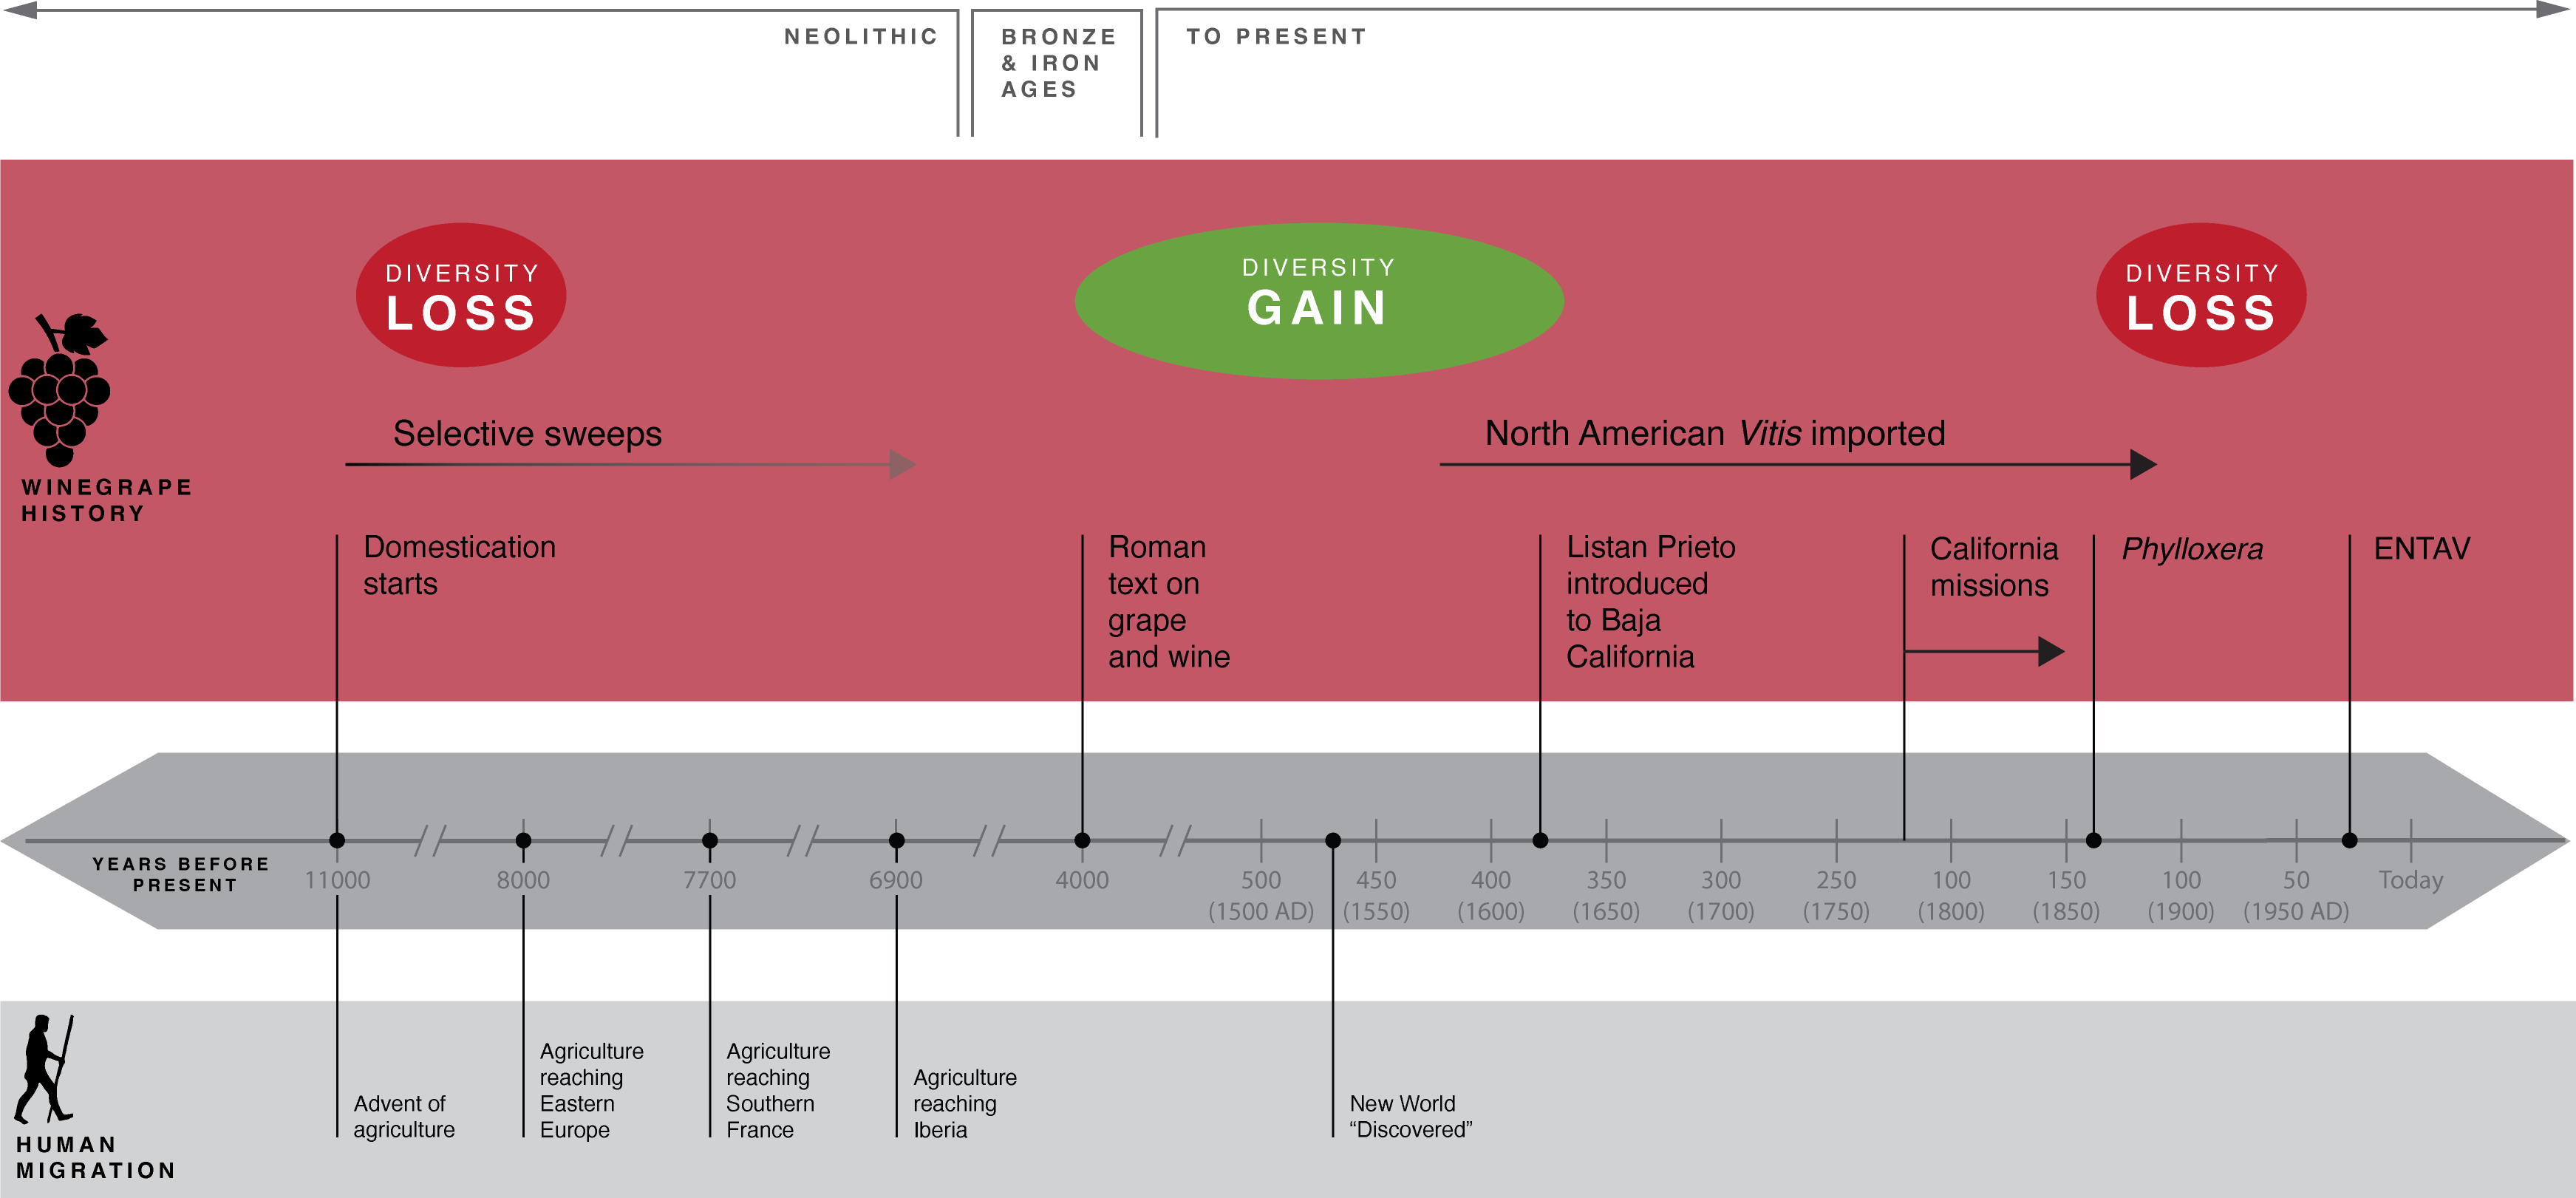 NEOLITHIC
BRONZE
& IRON
AGES
TO PRESENT
DIVERSITY
LOSS
DIVERSITY
GAIN
DIVERSITY
LOSS
WINEGRAPE
HISTORY
Selective sweeps
North American Vitis imported
Domestication
starts
Roman
text on
grape
and wine
Listan Prieto
introduced
to Baja
California
California
missions
Phylloxera
ENTAV
YEARS BEFORE
PRESENT
11000
8000
7700
6900
4000
500
(1500 AD)
450
(1550)
400
(1600)
350
(1650)
300
(1700)
250
(1750)
100
(1800)
150
(1850)
100
(1900)
50
(1950 AD)
Today
HUMAN
MIGRATION
Advent of
agriculture
Agriculture
reaching
Eastern
Europe
Agriculture
reaching
Southern
France
Agriculture
reaching
Iberia
New World
“Discovered”